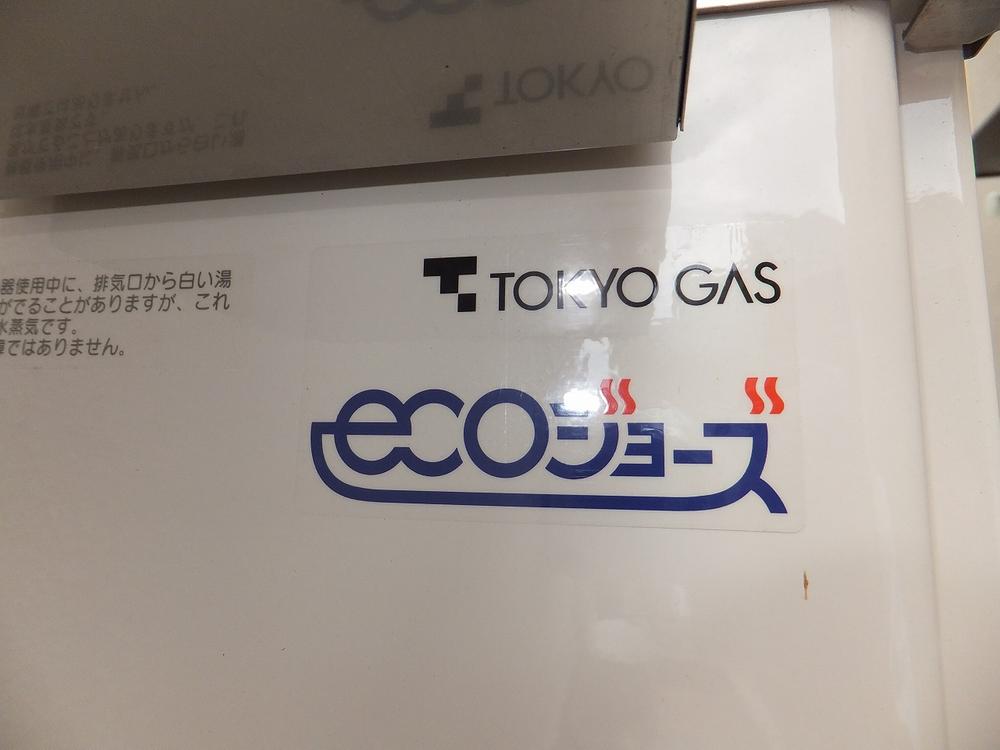 器使用中に、排気口から白い湯
がでることがありますが、これ
水蒸気です。
ではありません。
TOKYO GAS
ecoジョーズ